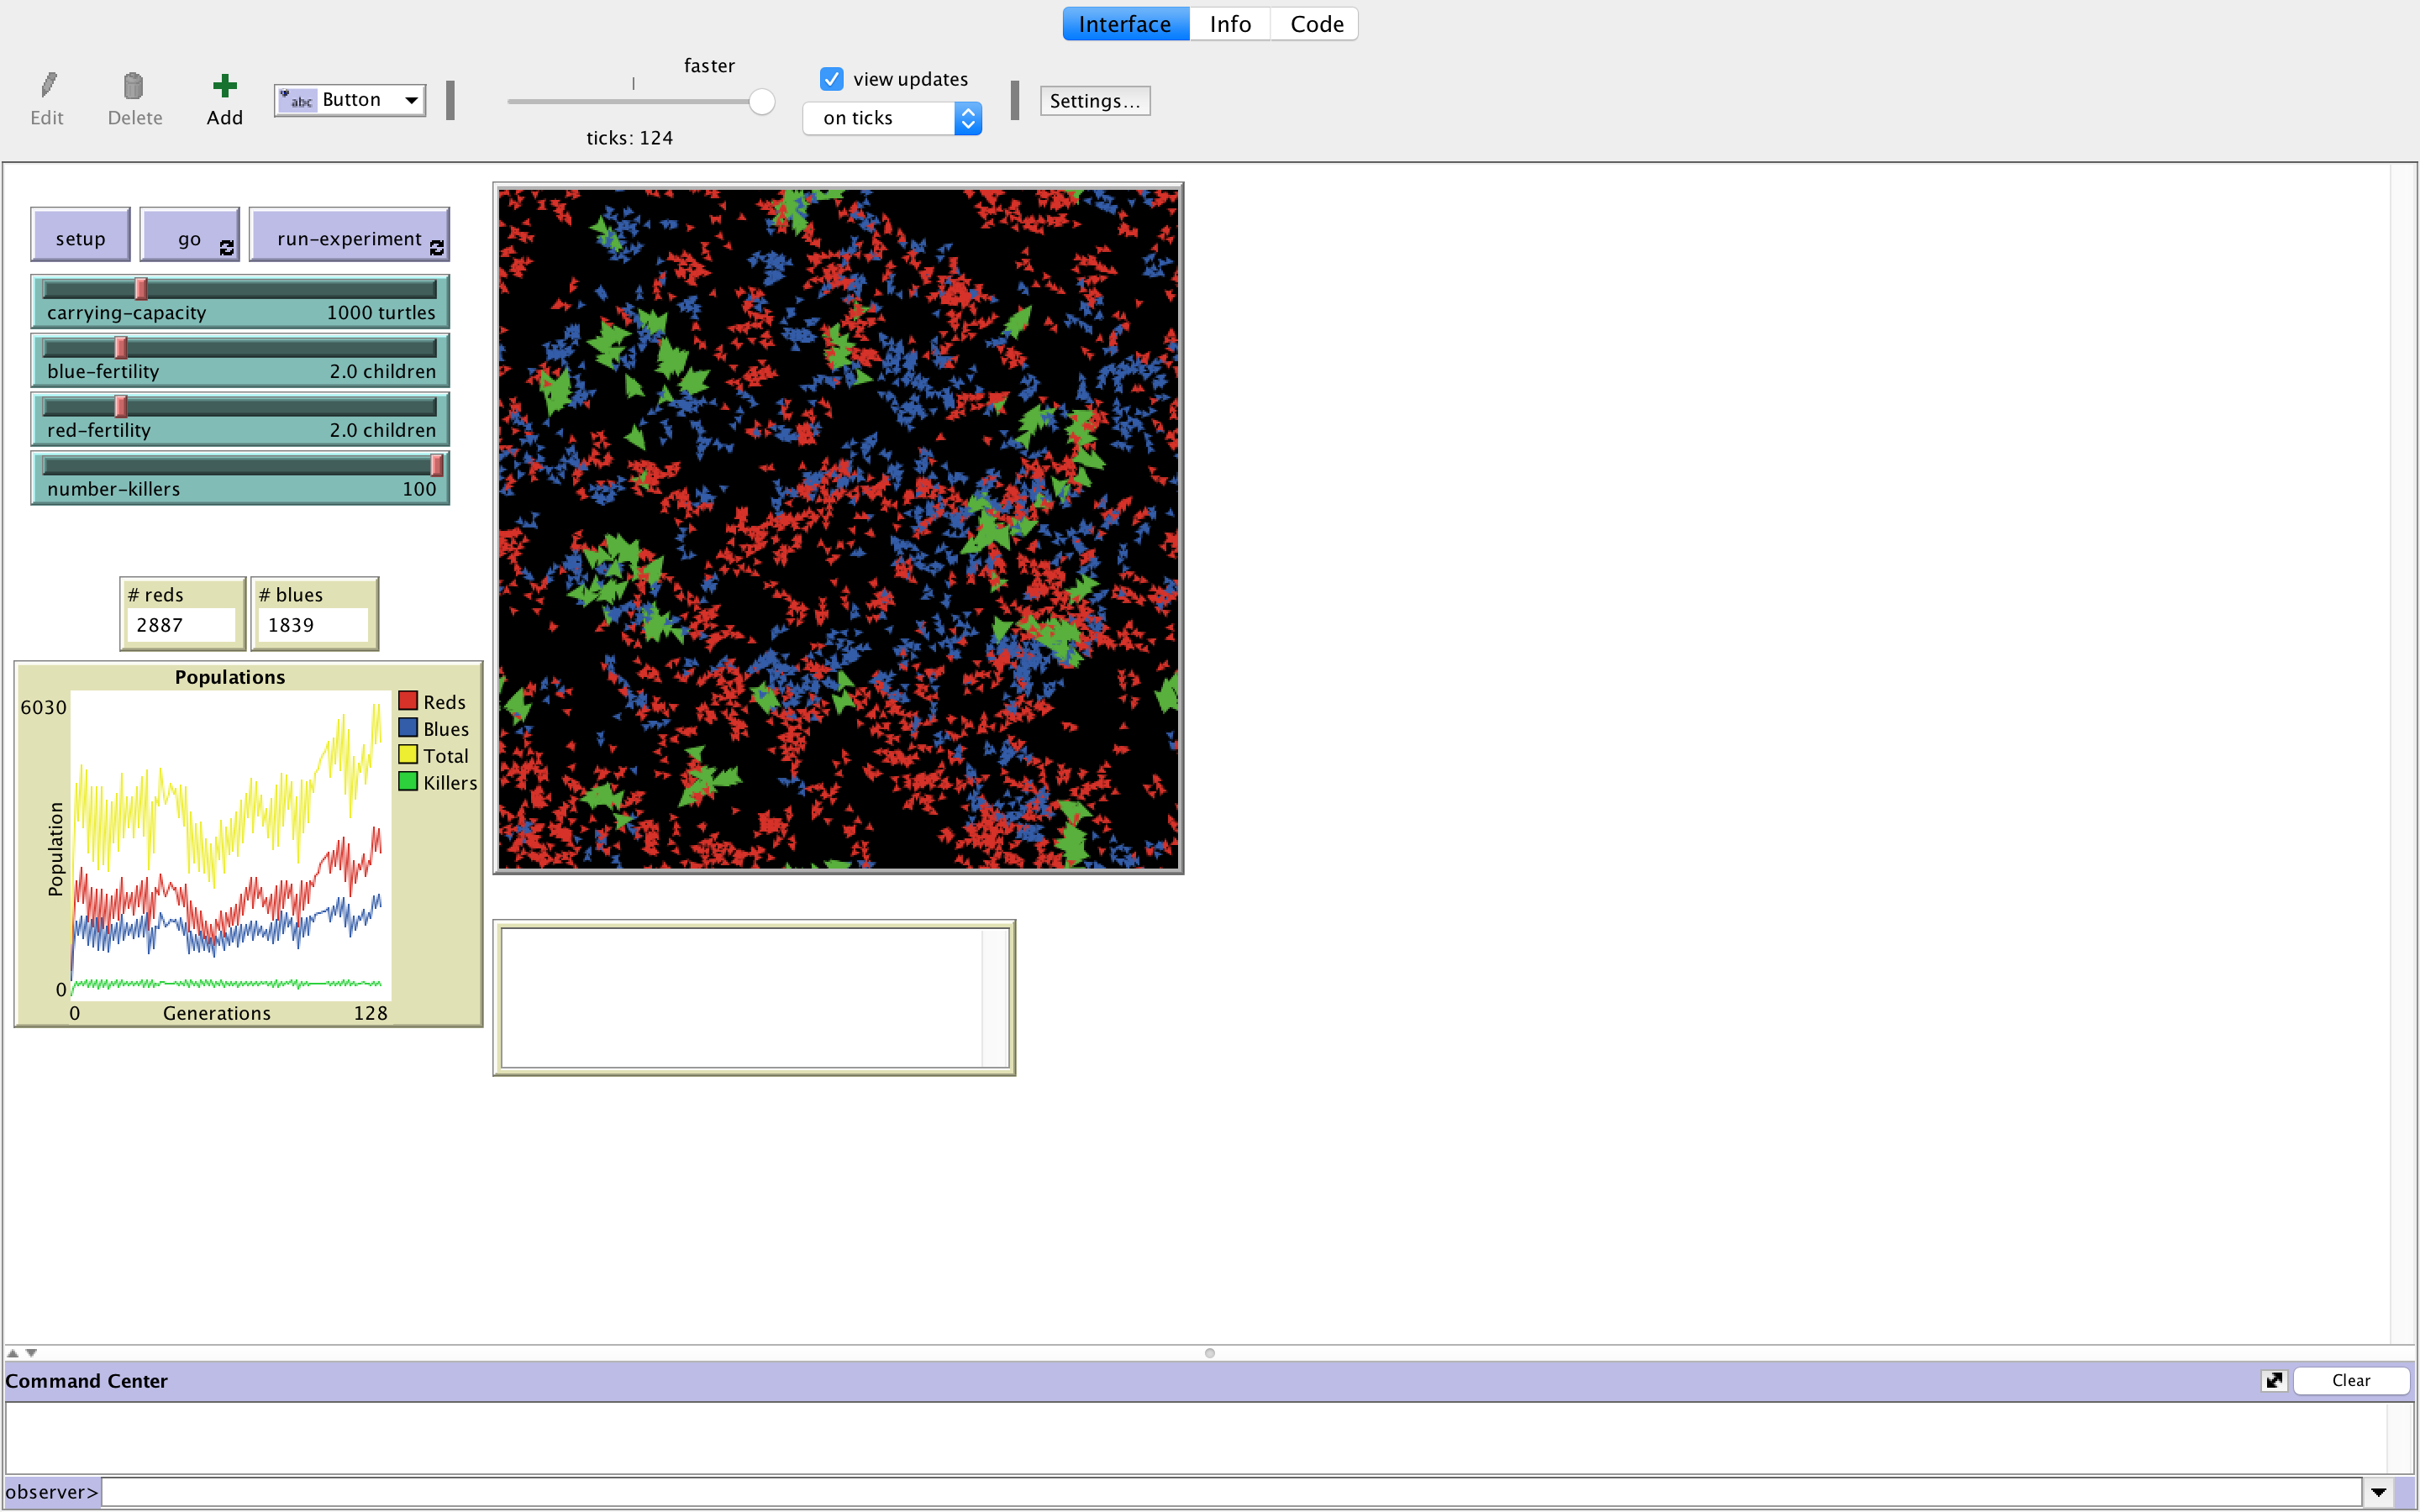 Interface Info Code
Edit Delete Add abc Button faster ticks: 124 view updates on ticks Settings...
setup go run-experiment
carrying-capacity 1000 turtles
blue-fertility 2.0 children
red-fertility 2.0 children
number-killers 100
# reds # blues
2887 1839
Populations
6030
0
Population
0 Generations 128
Reds
Blues
Total
Killers
Command Center Clear
observer>